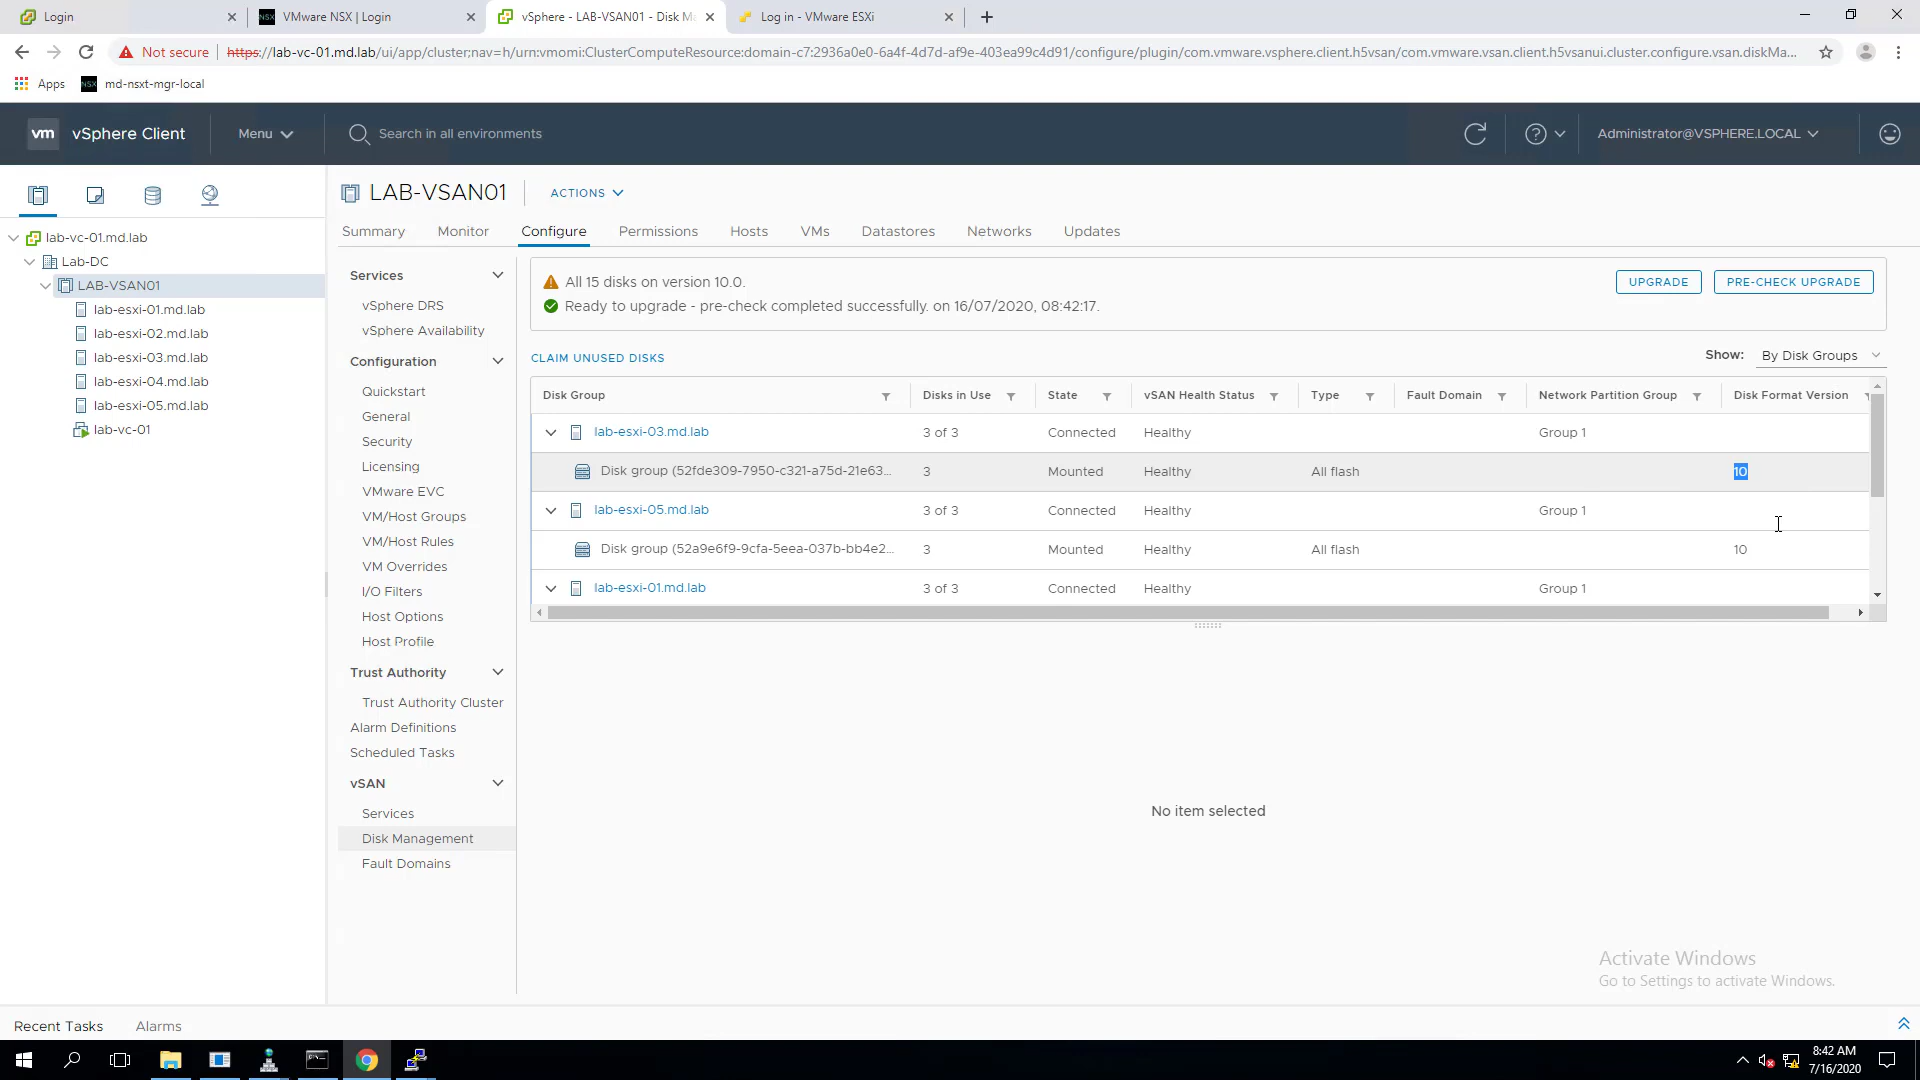 Login
VMware NSX | Login
vSphere - LAB-VSAN01 - Disk Ma
Log in - VMware ESXi
Not secure
https://lab-vc-01.md.lab/ui/app/cluster;nav=h/urn:vmomi:ClusterComputeResource:domain-c7:2936a0e0-6a4f-4d7d-af9e-403ea99c4d91/configure/plugin/com.vmware.vsphere.client.h5vsan/com.vmware.vsan.client.h5vsanui.cluster.configure.vsan.diskMa...
Apps
NSX
md-nsxt-mgr-local
vm
vSphere Client
Menu
Search in all environments
Administrator@VSPHERE.LOCAL
lab-vc-01.md.lab
Lab-DC
LAB-VSAN01
lab-esxi-01.md.lab
lab-esxi-02.md.lab
lab-esxi-03.md.lab
lab-esxi-04.md.lab
lab-esxi-05.md.lab
lab-vc-01
LAB-VSAN01
ACTIONS
Summary
Monitor
Configure
Permissions
Hosts
VMs
Datastores
Networks
Updates
Services
vSphere DRS
vSphere Availability
Configuration
Quickstart
General
Security
Licensing
VMware EVC
VM/Host Groups
VM/Host Rules
VM Overrides
I/O Filters
Host Options
Host Profile
Trust Authority
Trust Authority Cluster
Alarm Definitions
Scheduled Tasks
vSAN
Services
Disk Management
Fault Domains
All 15 disks on version 10.0.
Ready to upgrade - pre-check completed successfully. on 16/07/2020, 08:42:17.
UPGRADE
PRE-CHECK UPGRADE
CLAIM UNUSED DISKS
Show: By Disk Groups
Disk Group Disks in Use State vSAN Health Status Type Fault Domain Network Partition Group Disk Format Version
lab-esxi-03.md.lab 3 of 3 Connected Healthy Group 1
Disk group (52fde309-7950-c321-a75d-21e63... 3 Mounted Healthy All flash 10
lab-esxi-05.md.lab 3 of 3 Connected Healthy Group 1
Disk group (52a9e6f9-9cfa-5eea-037b-bb4e2... 3 Mounted Healthy All flash 10
lab-esxi-01.md.lab 3 of 3 Connected Healthy Group 1
No item selected
Activate Windows
Go to Settings to activate Windows.
Recent Tasks
Alarms
8:42 AM
7/16/2020